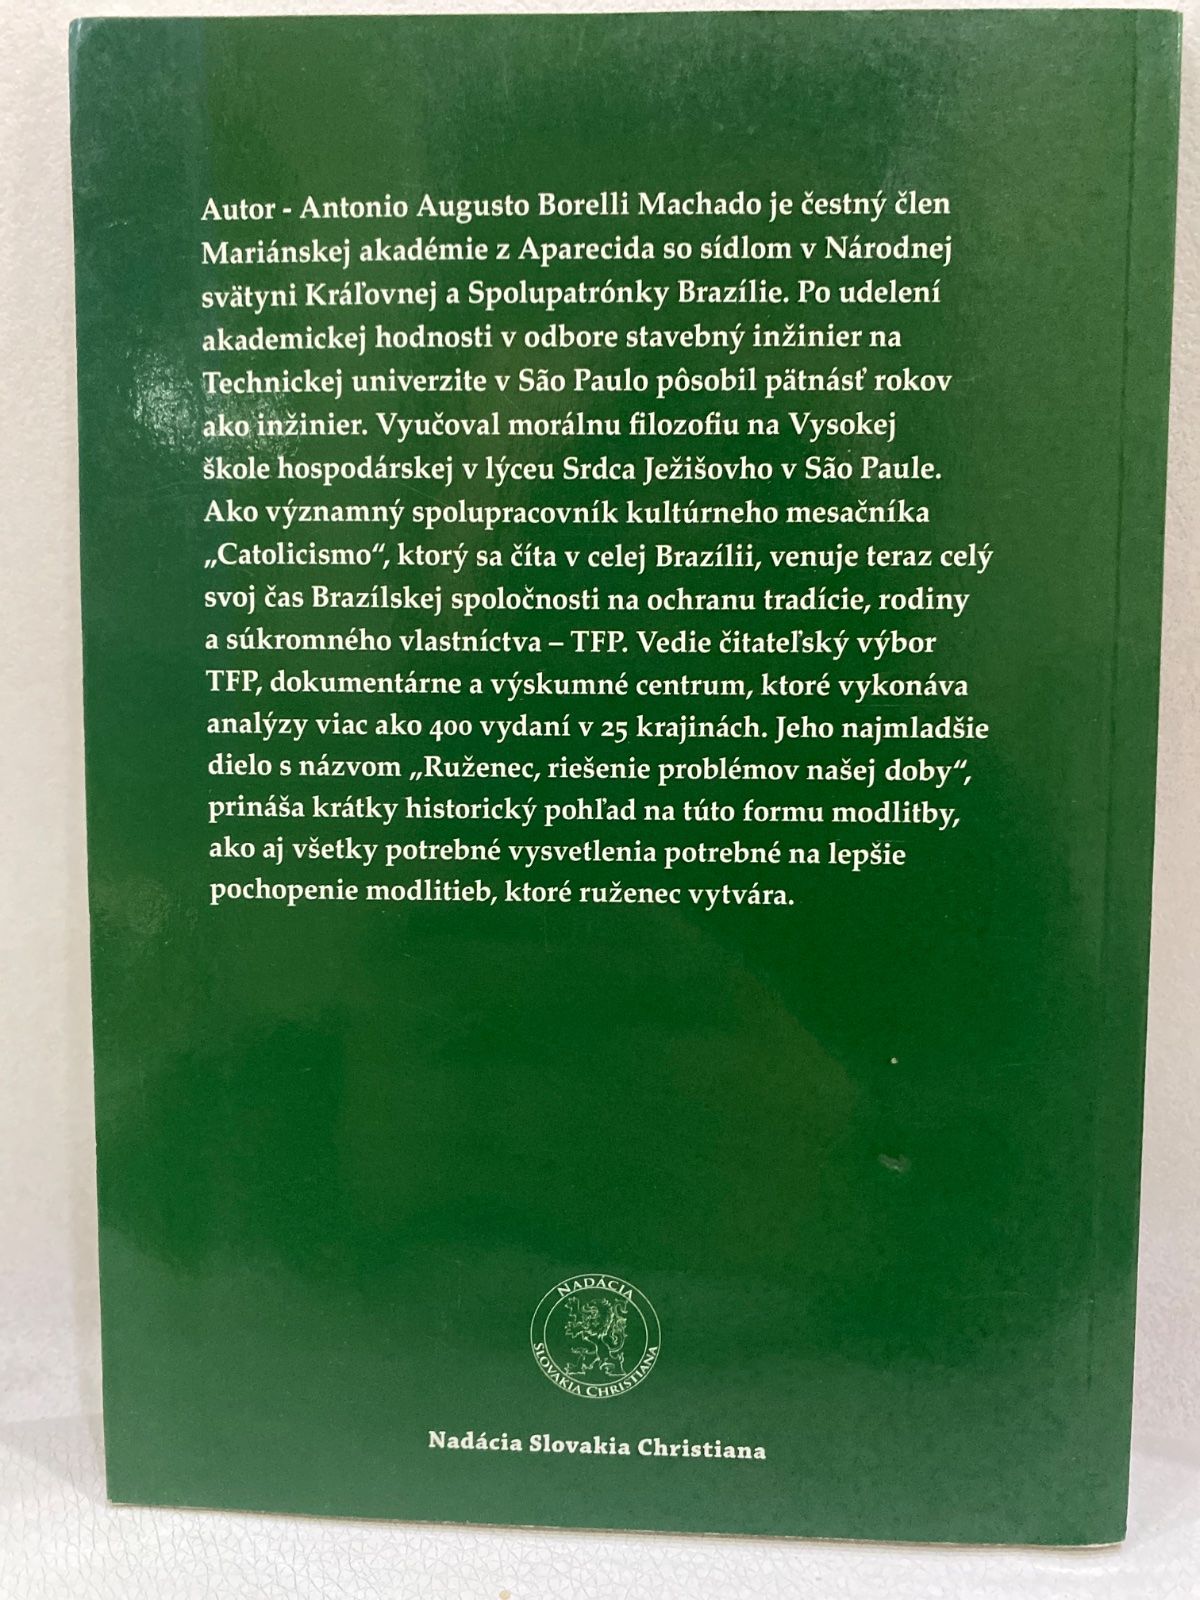 Autor - Antonio Augusto Borelli Machado je čestný člen
Mariánskej akadémie z Aparecida so sídlom v Národnej
svätyni Kráľovnej a Spolupatrónky Brazílie. Po udelení
akademickej hodnosti v odbore stavebný inžinier na
Technickej univerzite v São Paulo pôsobil pätnásť rokov
ako inžinier. Vyučoval morálnu filozofiu na Vysokej
škole hospodárskej v lýceu Srdca Ježišovho v São Paule.
Ako významný spolupracovník kultúrneho mesačníka
„Catolicismo“, ktorý sa číta v celej Brazílii, venuje teraz celý
svoj čas Brazílskej spoločnosti na ochranu tradície, rodiny
a súkromného vlastníctva – TFP. Vedie čitateľský výbor
TFP, dokumentárne a výskumné centrum, ktoré vykonáva
analýzy viac ako 400 vydaní v 25 krajinách. Jeho najmladšie
dielo s názvom „Ruženec, riešenie problémov našej doby“,
prináša krátky historický pohľad na túto formu modlitby,
ako aj všetky potrebné vysvetlenia potrebné na lepšie
pochopenie modlitieb, ktoré ruženec vytvára.
NADÁCIA
SLOVAKIA CHRISTIANA
Nadácia Slovakia Christiana